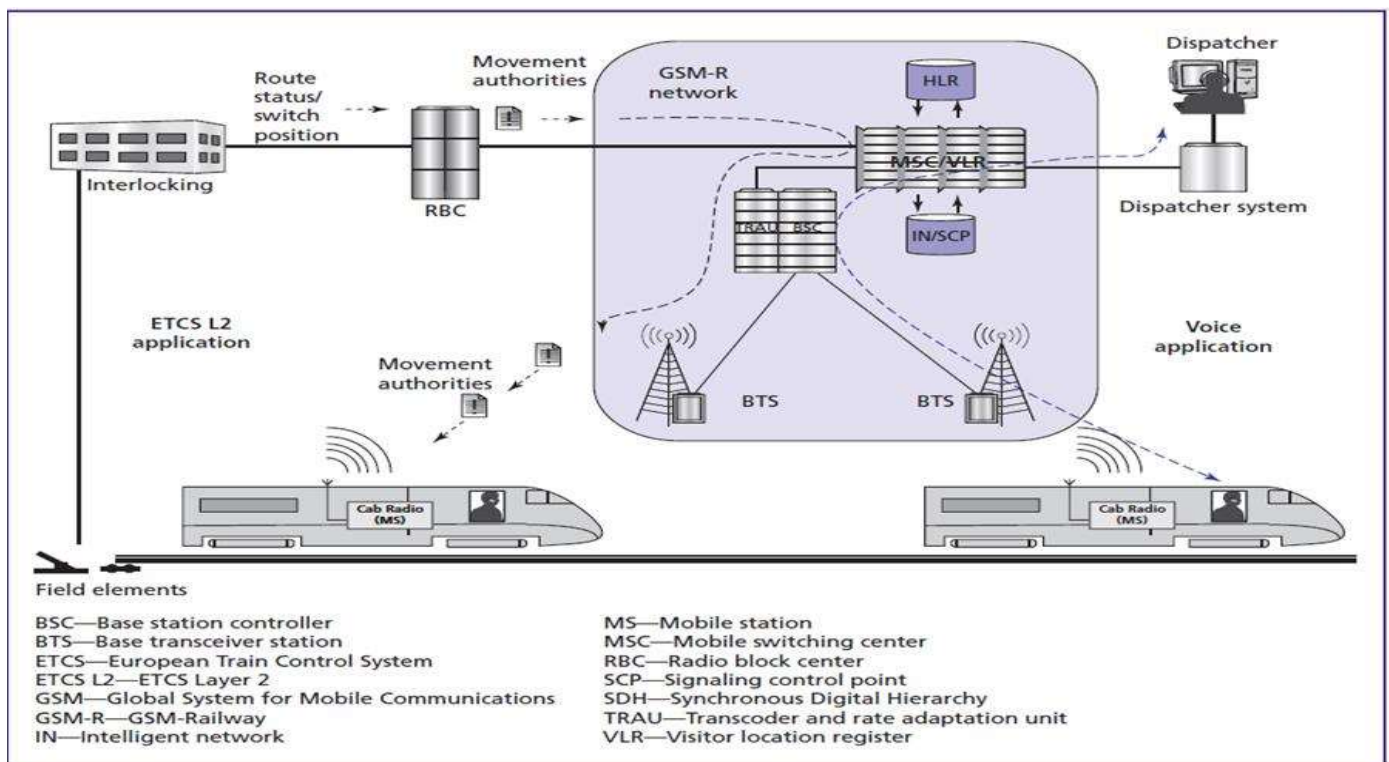 Dispatcher
Movement
authorities
GSM-R
network
HLR
Route
status/
switch
position
MSC/VLR
Interlocking
RBC
TRAU
BSC
IN/SCP
Dispatcher system
ETCS L2
application
Voice
application
Movement
authorities
BTS
BTS
Cab Radio
(MS)
Cab Radio
(MS)
Field elements
BSC—Base station controller
BTS—Base transceiver station
ETCS—European Train Control System
ETCS L2—ETCS Layer 2
GSM—Global System for Mobile Communications
GSM-R—GSM-Railway
IN—Intelligent network
MS—Mobile station
MSC—Mobile switching center
RBC—Radio block center
SCP—Signaling control point
SDH—Synchronous Digital Hierarchy
TRAU—Transcoder and rate adaptation unit
VLR—Visitor location register